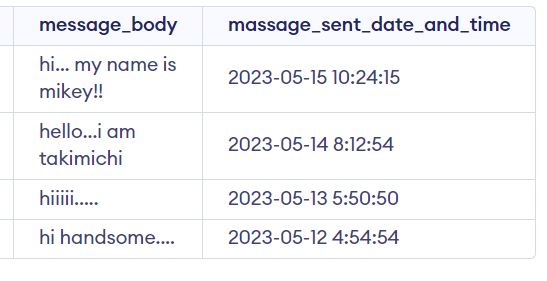 message_body massage_sent_date_and_time
hi... my name is
mikey!!
2023-05-15 10:24:15
hello...i am
takimichi
2023-05-14 8:12:54
hiiiii..... 2023-05-13 5:50:50
hi handsome.... 2023-05-12 4:54:54